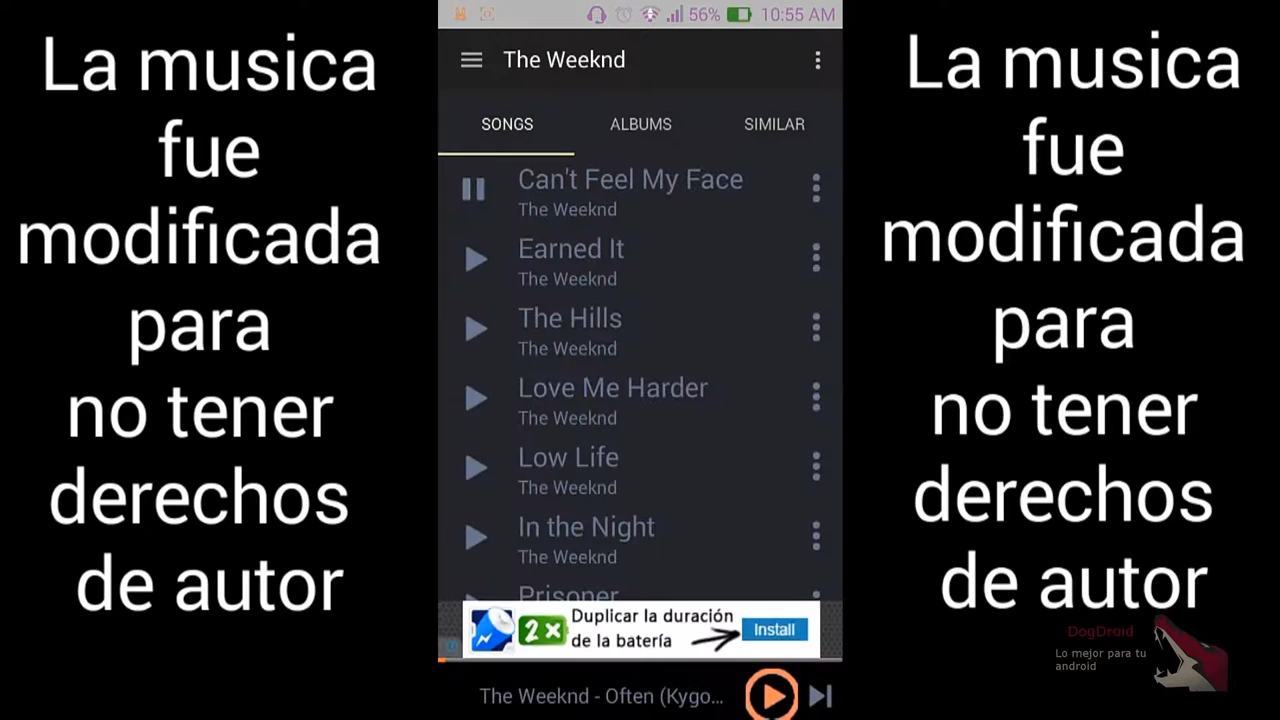 La musica
fue
modificada
para
no tener
derechos
de autor
56% 10:55 AM
The Weeknd
SONGS ALBUMS SIMILAR
Can't Feel My Face
The Weeknd
Earned It
The Weeknd
The Hills
The Weeknd
Love Me Harder
The Weeknd
Low Life
The Weeknd
In the Night
The Weeknd
Prisoner
2x
Duplicar la duración
de la batería
Install
The Weeknd - Often (Kygo...
La musica
fue
modificada
para
no tener
derechos
de autor
DogDroid
Lo mejor para tu
android